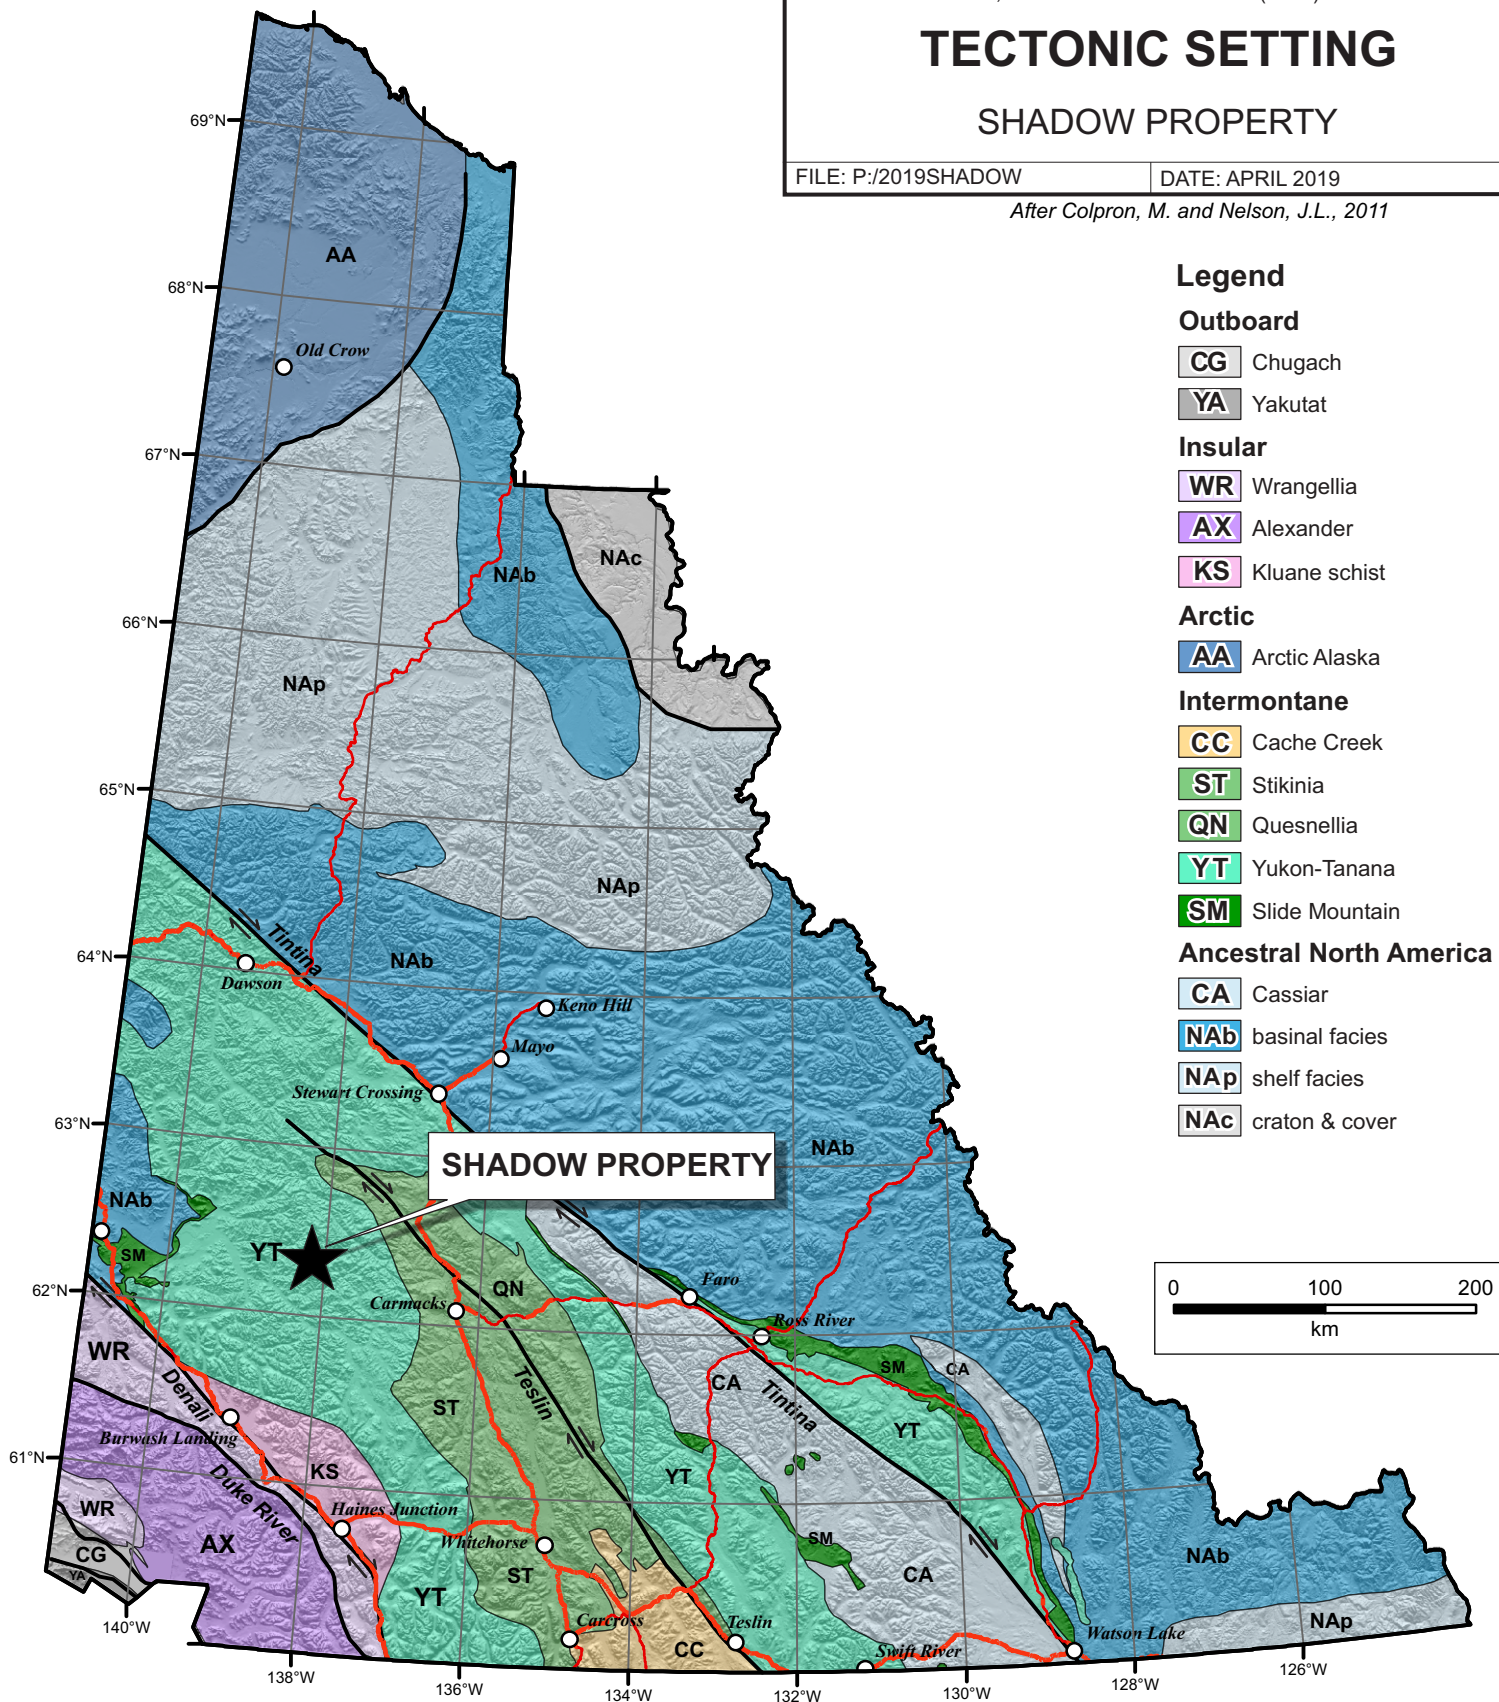 TECTONIC SETTING
SHADOW PROPERTY
FILE: P:/2019SHADOW
DATE: APRIL 2019
After Colpron, M. and Nelson, J.L., 2011
Legend
Outboard
CG Chugach
YA Yakutat
Insular
WR Wrangellia
AX Alexander
KS Kluane schist
Arctic
AA Arctic Alaska
Intermontane
CC Cache Creek
ST Stikinia
QN Quesnellia
YT Yukon-Tanana
SM Slide Mountain
Ancestral North America
CA Cassiar
NAb basinal facies
NAp shelf facies
NAc craton & cover
0 100 200
km
69°N
AA
68°N
Old Crow
67°N
NAc
NAb
66°N
NAp
65°N
NAp
Tintina
64°N
NAb
Dawson
Keno Hill
Mayo
Stewart Crossing
63°N
NAb
SHADOW PROPERTY
NAb
SM
YT
62°N
QN
Faro
Carmacks
Ross River
WR
SM
CA
CA
Denali
Teslin
Tintina
ST
YT
Burwash Landing
61°N
KS
YT
Duke River
WR
Haines Junction
SM
AX
Whitehorse
CG
NAb
YA
ST
CA
YT
Carcross
Teslin
NAp
CC
Swift River
Watson Lake
140°W
138°W
136°W
134°W
132°W
130°W
128°W
126°W